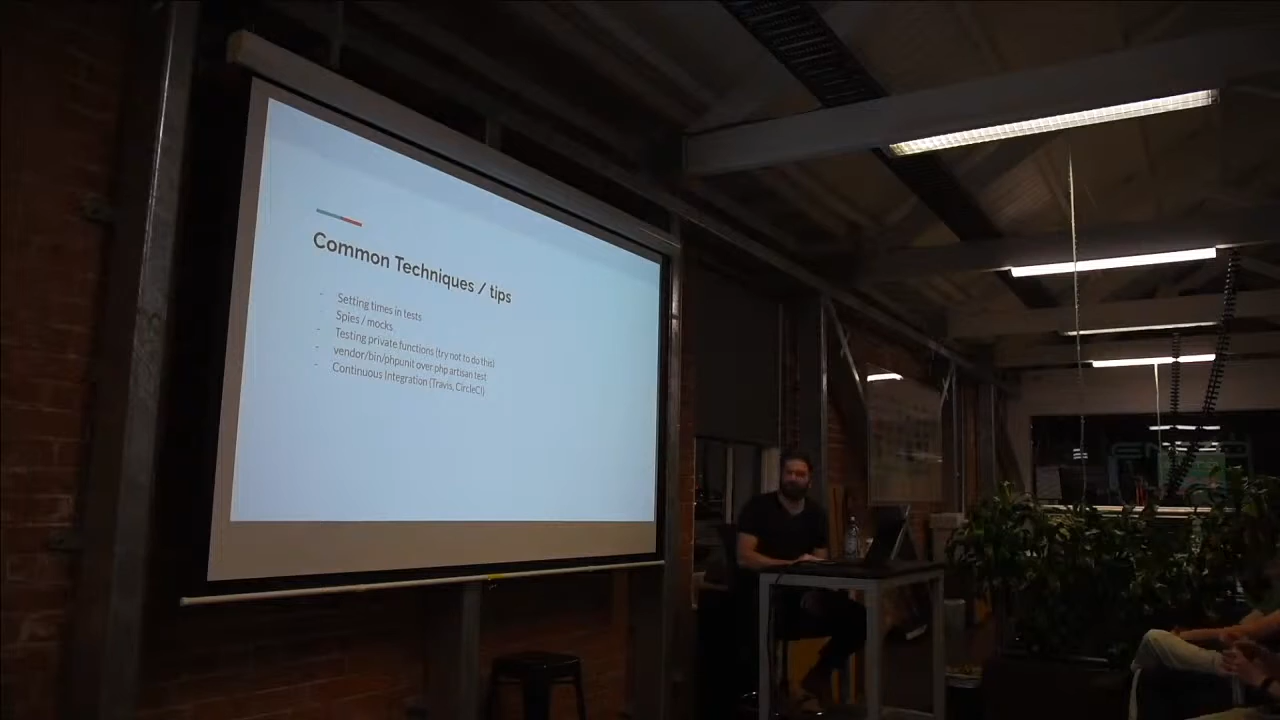 Common Techniques / tips
- Setting times in tests
- Spies / mocks
- Testing private functions (try not to do this)
- vendor/bin/phpunit over php artisan test
- Continuous Integration (Travis, CircleCI)